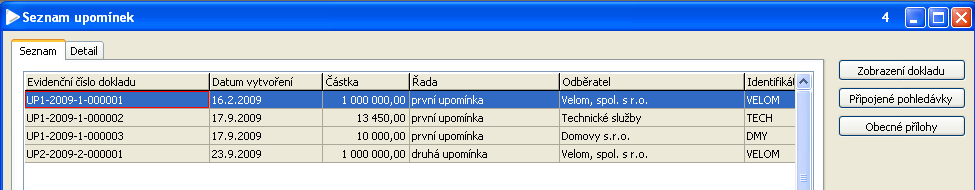 Seznam upomínek 4
Seznam Detail
Evidenční číslo dokladu Datum vytvoření Částka Řada Odběratel Identifikál
UP1-2009-1-000001 16.2.2009 1 000 000,00 první upomínka Velom, spol. s r.o. VELOM
UP1-2009-1-000002 17.9.2009 13 450,00 první upomínka Technické služby TECH
UP1-2009-1-000003 17.9.2009 10 000,00 první upomínka Domovy s.r.o. DMY
UP2-2009-2-000001 23.9.2009 1 000 000,00 druhá upomínka Velom, spol. s r.o. VELOM
Zobrazení dokladu
Připojené pohledávky
Obecné přílohy